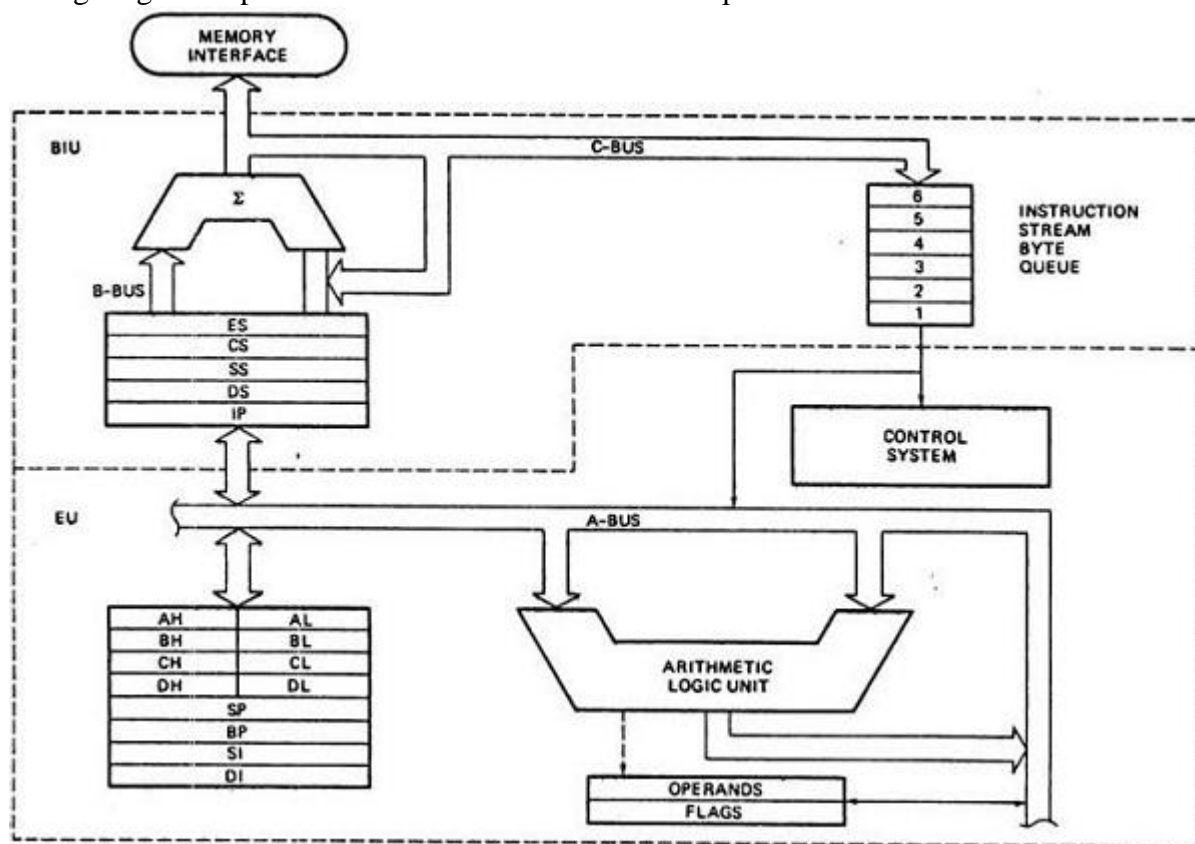 MEMORY
INTERFACE
BIU
C-BUS
Σ
6
5
4
3
2
1
INSTRUCTION
STREAM
BYTE
QUEUE
B-BUS
ES
CS
SS
DS
IP
CONTROL
SYSTEM
EU
A-BUS
AH AL
BH BL
CH CL
DH DL
SP
BP
SI
DI
ARITHMETIC
LOGIC UNIT
OPERANDS
FLAGS